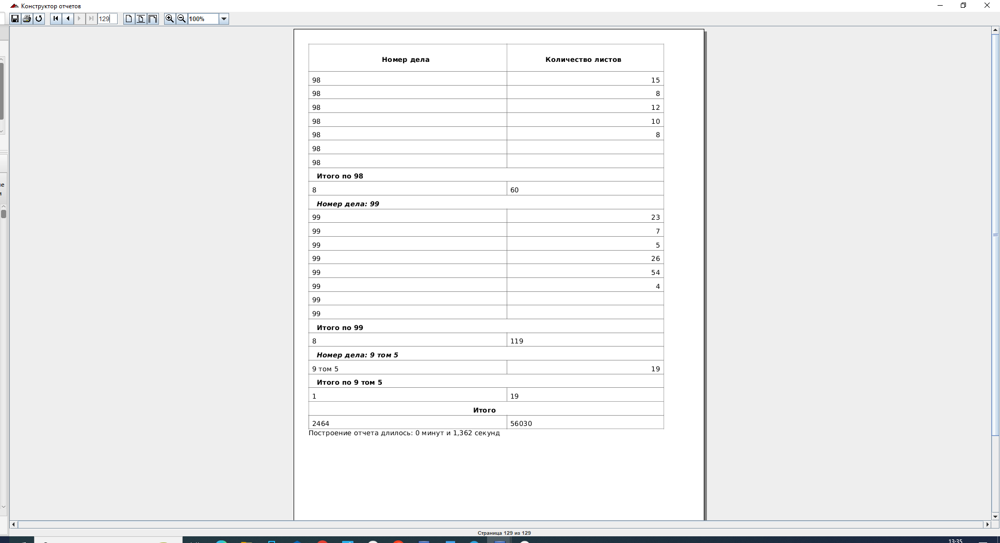 Конструктор отчетов
129
100%
Номер дела Количество листов
98 15
98 8
98 12
98 10
98 8
98
98
Итого по 98
8 60
Номер дела: 99
99 23
99 7
99 5
99 26
99 54
99 4
99
99
Итого по 99
8 119
Номер дела: 9 том 5
9 том 5 19
Итого по 9 том 5
1 19
Итого
2464 56030
Построение отчета длилось: 0 минут и 1,362 секунд
Страница 129 из 129
13:35